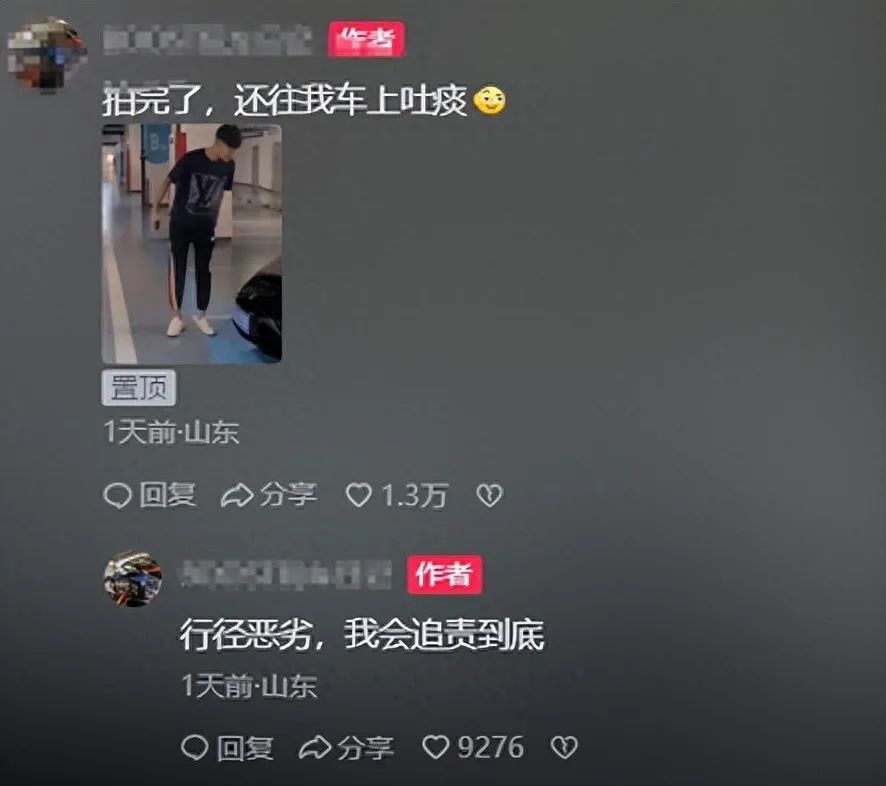 作者
拍完了，还往我车上吐痰
B
LV
置顶
1天前·山东
回复 分享 1.3万
作者
行径恶劣，我会追责到底
1天前·山东
回复 分享 9276